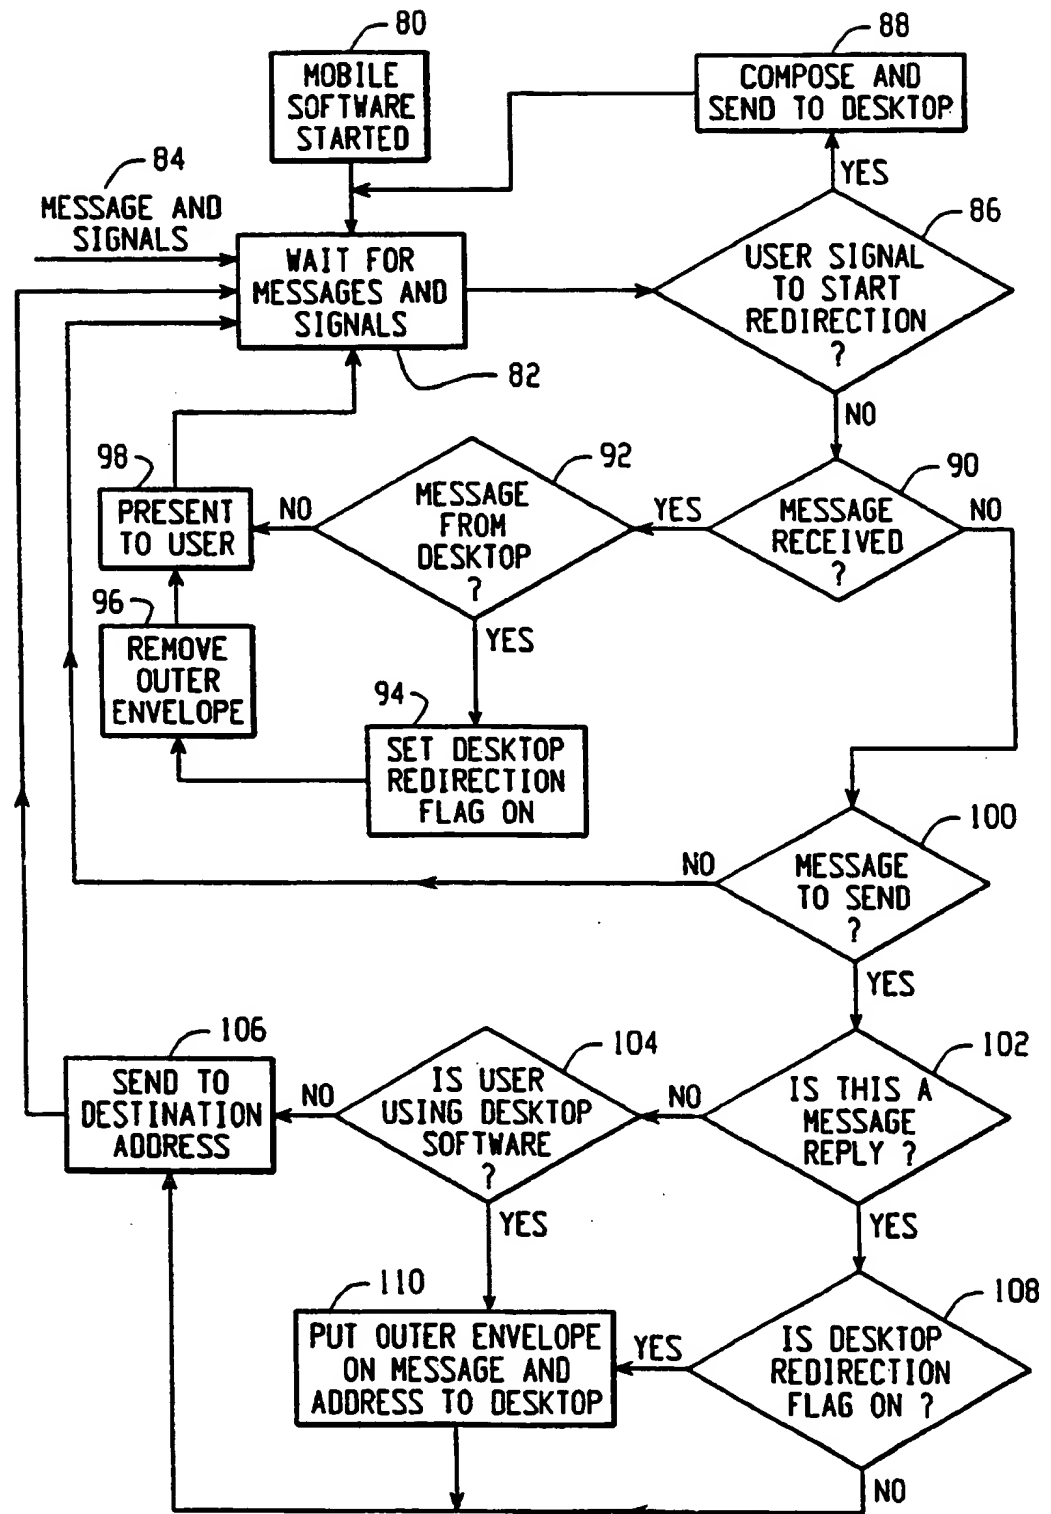 80
MOBILE
SOFTWARE
STARTED
88
COMPOSE AND
SEND TO DESKTOP
YES
84
MESSAGE AND
SIGNALS
WAIT FOR
MESSAGES AND
SIGNALS
82
86
USER SIGNAL
TO START
REDIRECTION
?
NO
90
MESSAGE
RECEIVED
?
NO
YES
92
MESSAGE
FROM
DESKTOP
?
NO
YES
98
PRESENT
TO USER
96
REMOVE
OUTER
ENVELOPE
94
SET DESKTOP
REDIRECTION
FLAG ON
100
MESSAGE
TO SEND
?
NO
YES
102
IS THIS A
MESSAGE
REPLY ?
NO
YES
104
IS USER
USING DESKTOP
SOFTWARE
?
NO
YES
106
SEND TO
DESTINATION
ADDRESS
108
IS DESKTOP
REDIRECTION
FLAG ON ?
YES
NO
110
PUT OUTER ENVELOPE
ON MESSAGE AND
ADDRESS TO DESKTOP